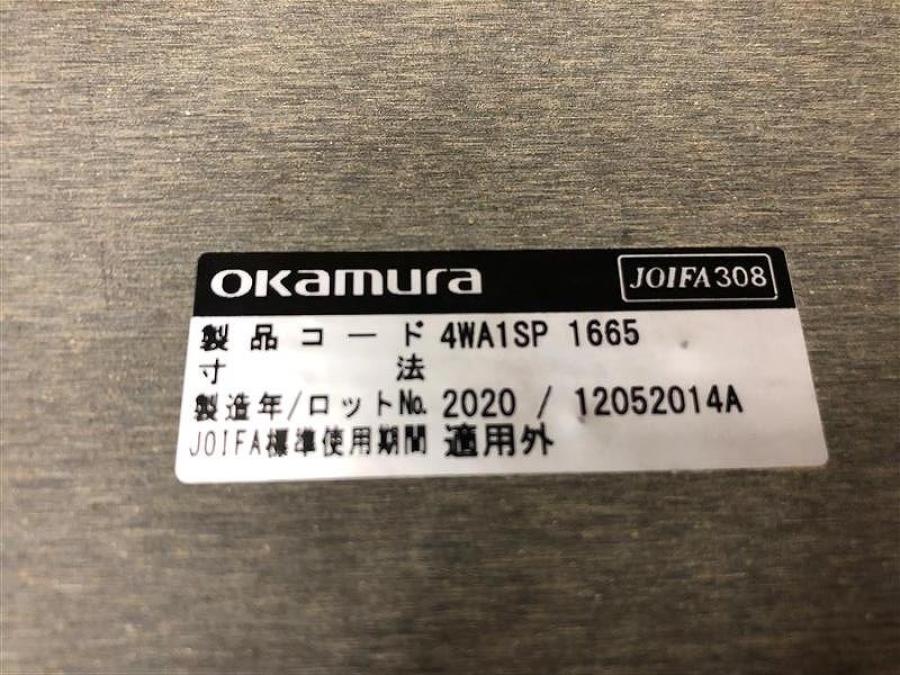 okamura JOIFA308
製品コード 4WA1SP 1665
寸法
製造年/ロットNo. 2020 / 12052014A
JOIFA標準使用期間 適用外